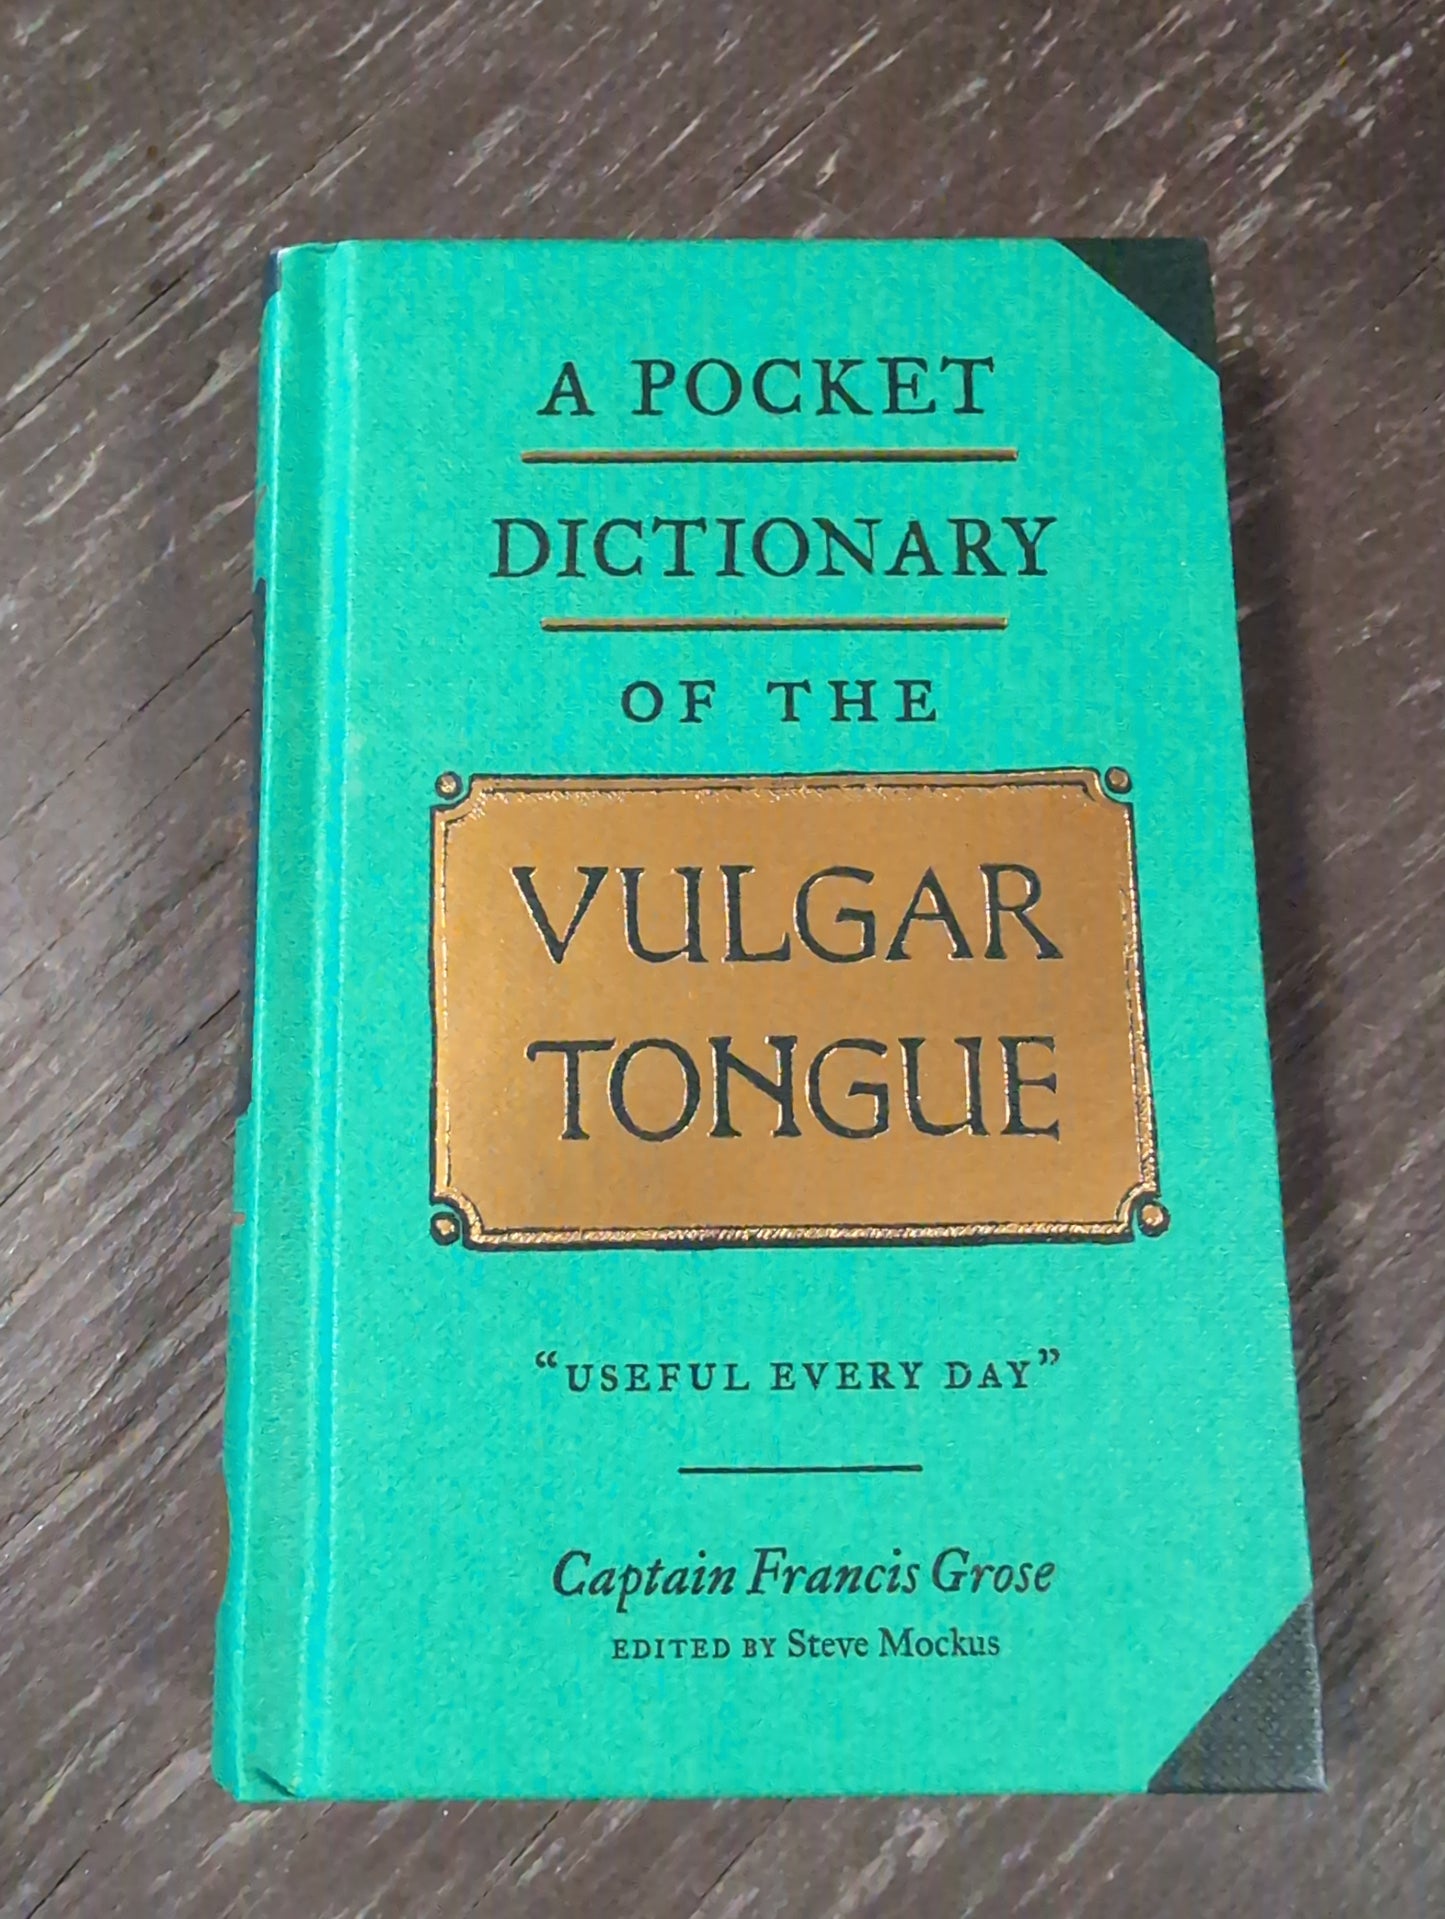 A POCKET
DICTIONARY
OF THE
VULGAR
TONGUE
“USEFUL EVERY DAY”
Captain Francis Grose
EDITED BY Steve Mockus